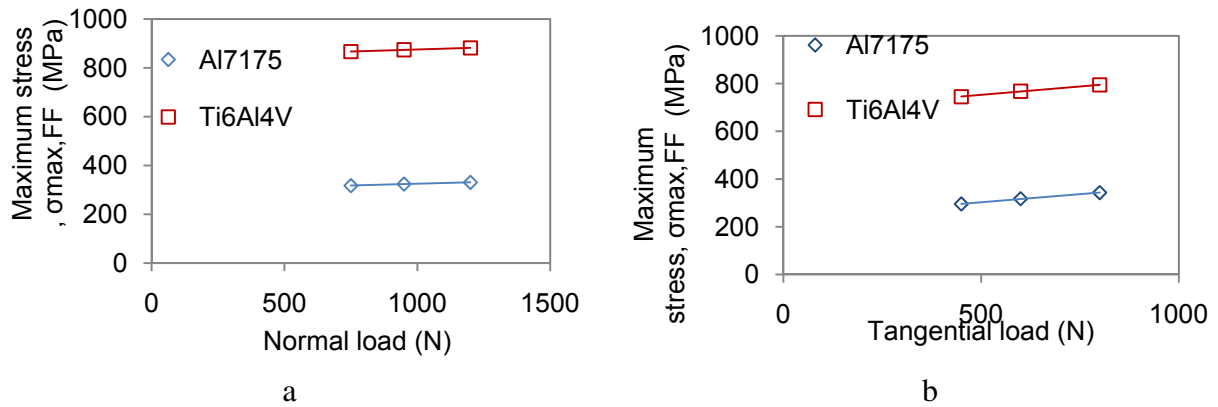 Maximum stress
, σmax,FF (MPa)
1000
800
600
400
200
0
Al7175
Ti6Al4V
0
500
1000
1500
Normal load (N)
a
Maximum
stress, σmax,FF (MPa)
1000
800
600
400
200
0
Al7175
Ti6Al4V
0
500
1000
Tangential load (N)
b